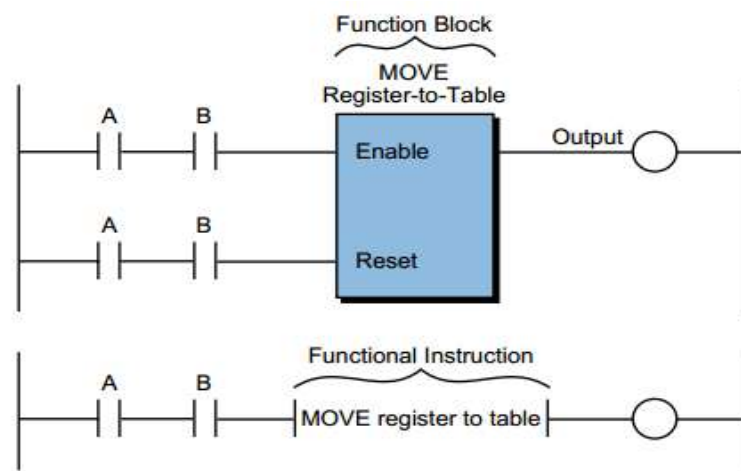 Function Block
MOVE
Register-to-Table
A B
Enable
Output
A B
Reset
Functional Instruction
A B
MOVE register to table